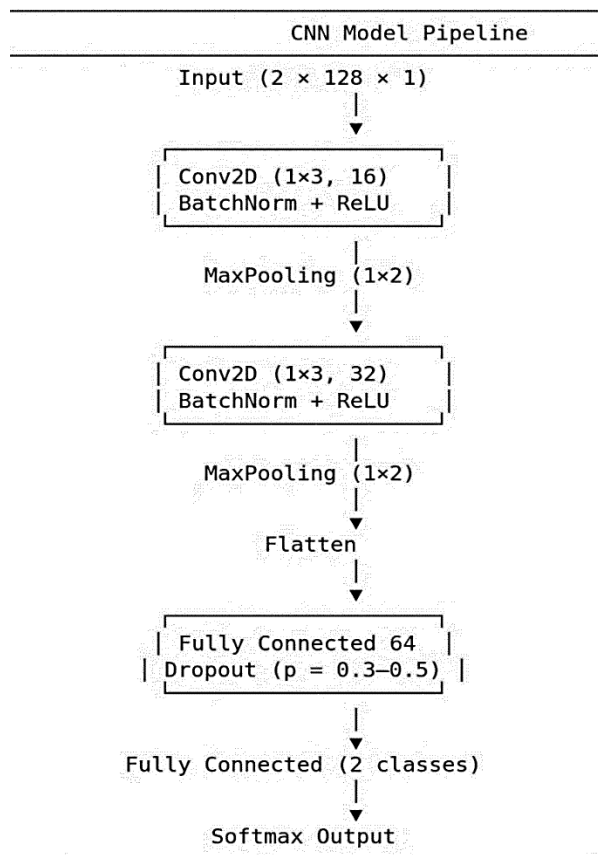 CNN Model Pipeline
Input (2 × 128 × 1)
Conv2D (1×3, 16)
BatchNorm + ReLU
MaxPooling (1×2)
Conv2D (1×3, 32)
BatchNorm + ReLU
MaxPooling (1×2)
Flatten
Fully Connected 64
Dropout (p = 0.3–0.5)
Fully Connected (2 classes)
Softmax Output